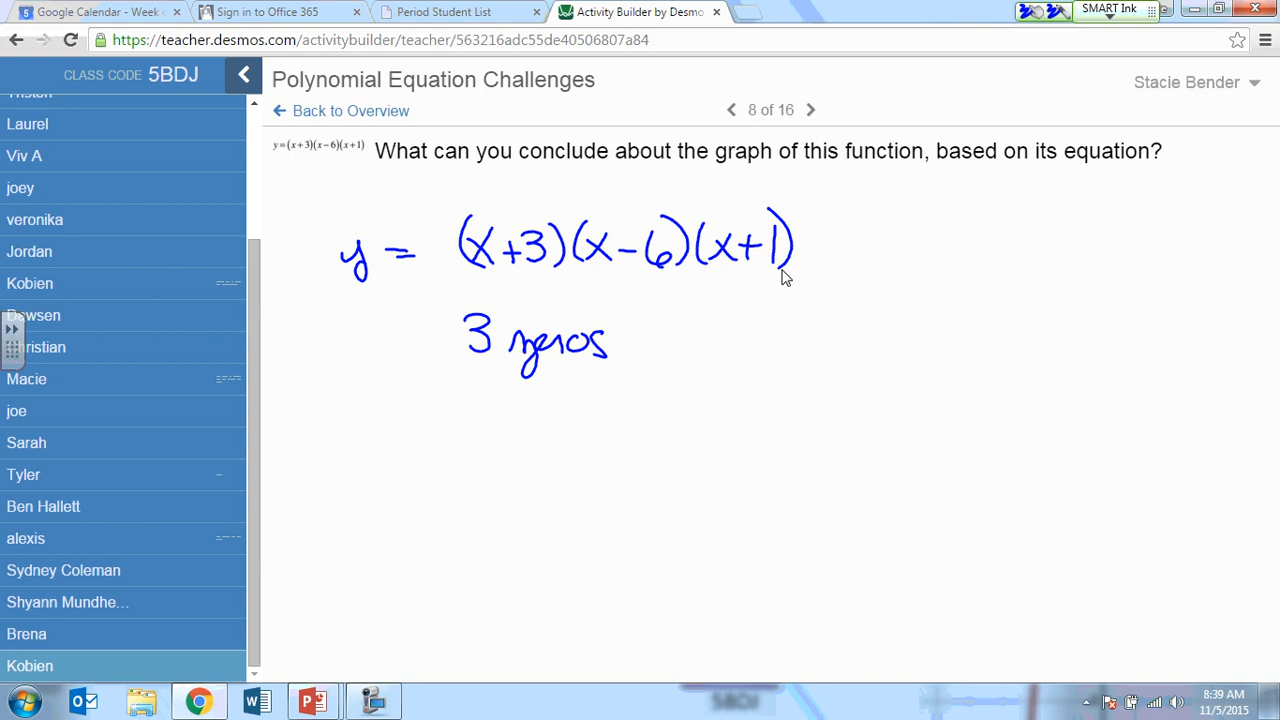 Google Calendar - Week
Sign in to Office 365
Period Student List
Activity Builder by Desmo
SMART Ink
https://teacher.desmos.com/activitybuilder/teacher/563216adc55de40506807a84
CLASS CODE 5BDJ
Polynomial Equation Challenges
Stacie Bender
Back to Overview
8 of 16
y=(x+3)(x−6)(x+1) What can you conclude about the graph of this function, based on its equation?
y = (x+3)(x-6)(x+1)
3 zeros
Laurel
Viv A
joey
veronika
Jordan
Kobien
Dawsen
hristian
Macie
joe
Sarah
Tyler
Ben Hallett
alexis
Sydney Coleman
Shyann Mundhe…
Brena
Kobien
5BDJ
8:39 AM
11/5/2015